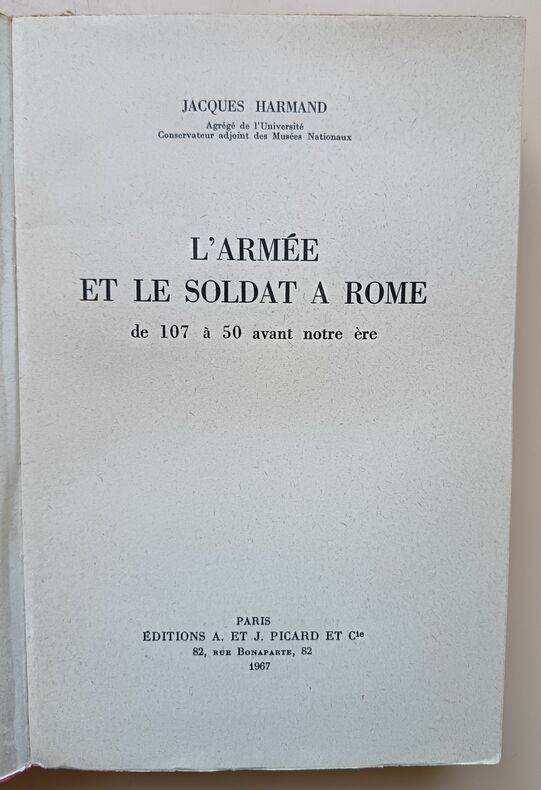 JACQUES HARMAND
Agrégé de l'Université
Conservateur adjoint des Musées Nationaux
L'ARMÉE
ET LE SOLDAT A ROME
de 107 à 50 avant notre ère
PARIS
ÉDITIONS A. ET J. PICARD ET Cie
82, RUE BONAPARTE, 82
1967